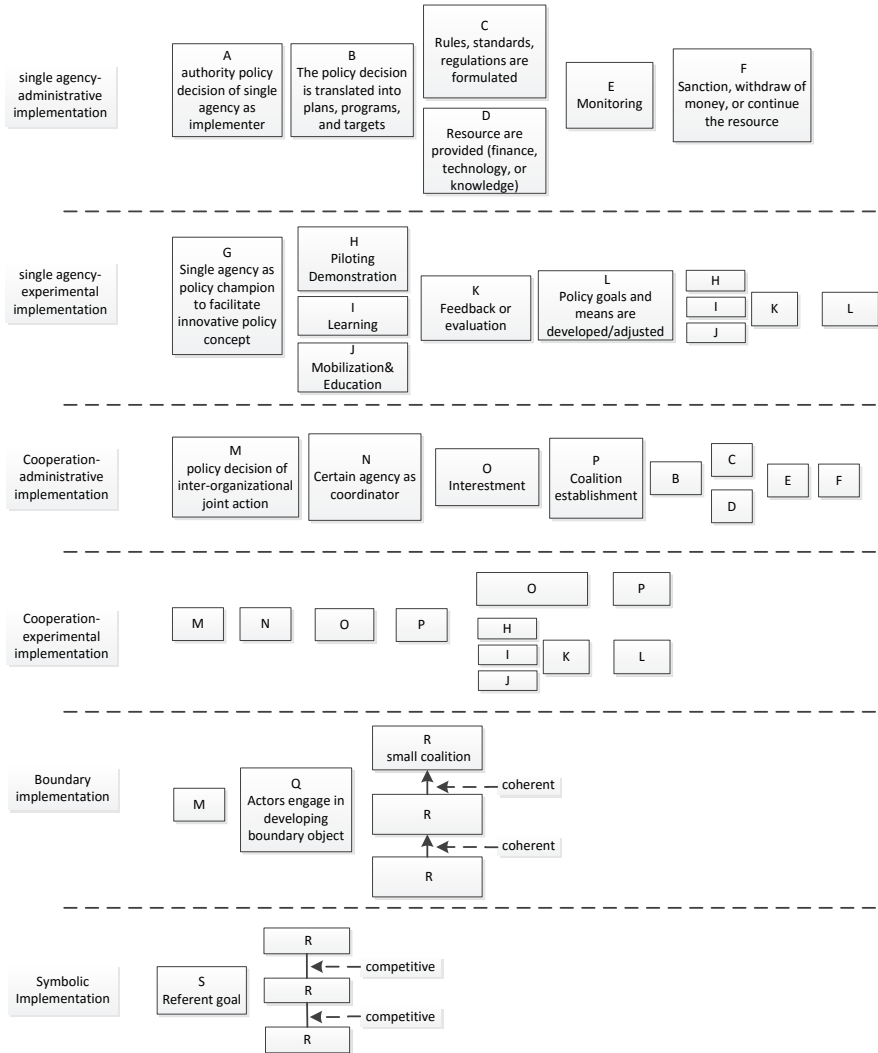 single agency-
administrative
implementation
A
authority policy
decision of single
agency as
implementer
B
The policy decision
is translated into
plans, programs,
and targets
C
Rules, standards,
regulations are
formulated
D
Resource are
provided (finance,
technology, or
knowledge)
E
Monitoring
F
Sanction, withdraw of
money, or continue
the resource
single agency-
experimental
implementation
G
Single agency as
policy champion
to facilitate
innovative policy
concept
H
Piloting
Demonstration
I
Learning
J
Mobilization&
Education
K
Feedback or
evaluation
L
Policy goals and
means are
developed/adjusted
H
I
J
K
L
Cooperation-
administrative
implementation
M
policy decision of
inter-organizational
joint action
N
Certain agency as
coordinator
O
Interestment
P
Coalition
establishment
B
C
D
E
F
Cooperation-
experimental
implementation
M
N
O
P
O
P
H
I
J
K
L
Boundary
implementation
M
Q
Actors engage in
developing
boundary object
R
small coalition
coherent
R
coherent
R
Symbolic
Implementation
S
Referent goal
R
competitive
R
competitive
R